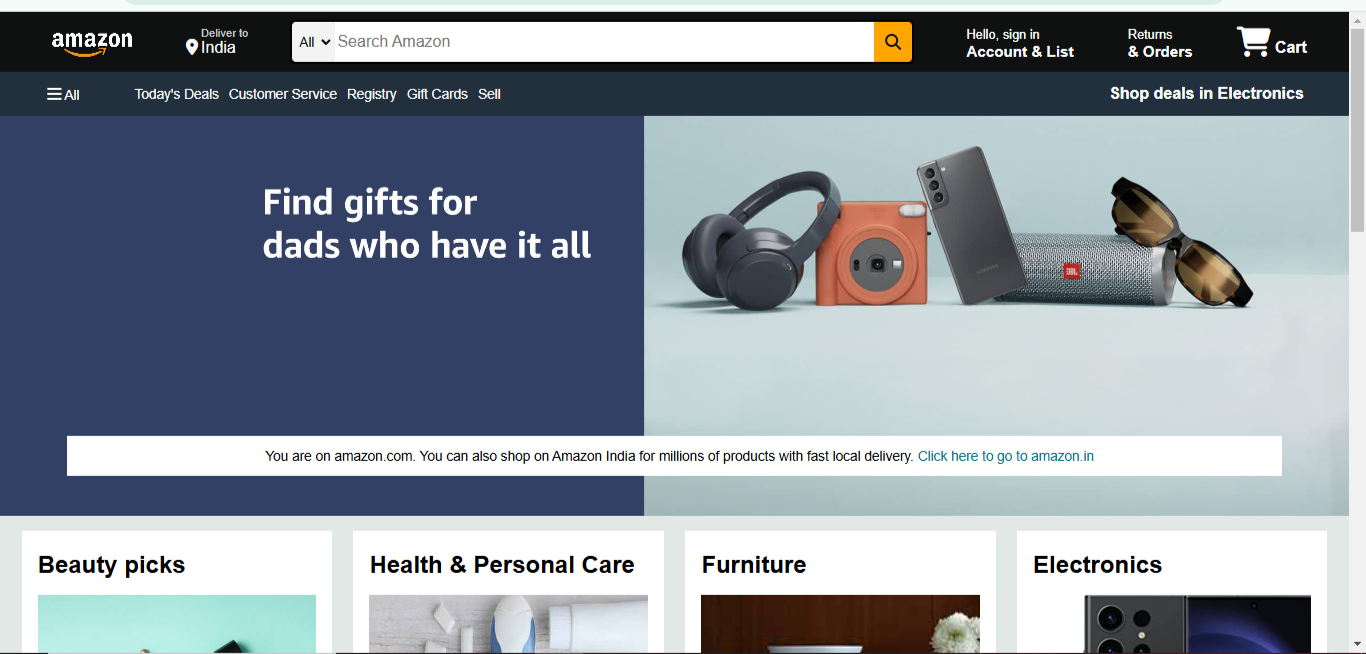 amazon
Deliver to
India
All
Search Amazon
Hello, sign in
Account & List
Returns
& Orders
Cart
All
Today's Deals
Customer Service
Registry
Gift Cards
Sell
Shop deals in Electronics
Find gifts for
dads who have it all
JBL
You are on amazon.com. You can also shop on Amazon India for millions of products with fast local delivery. Click here to go to amazon.in
Beauty picks
Health & Personal Care
Furniture
Electronics